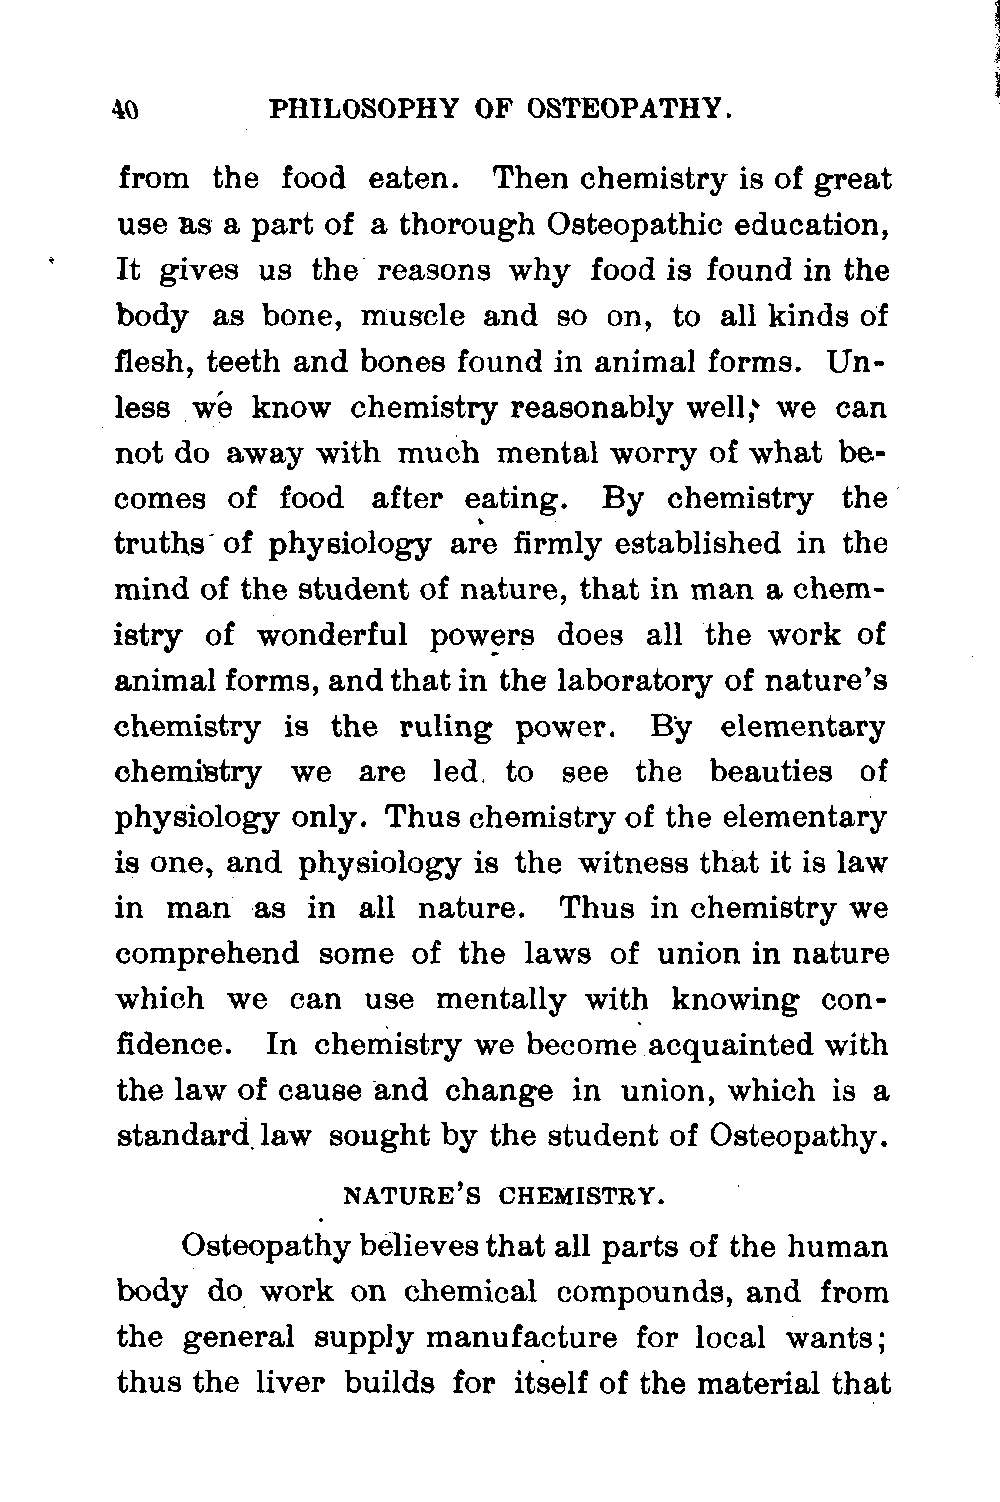 40 PHILOSOPHY OF OSTEOPATHY.
from the food eaten. Then chemistry is of great
use as a part of a thorough Osteopathic education,
It gives us the reasons why food is found in the
body as bone, muscle and so on, to all kinds of
flesh, teeth and bones found in animal forms. Un-
less we know chemistry reasonably well, we can
not do away with much mental worry of what be-
comes of food after eating. By chemistry the
truths of physiology are firmly established in the
mind of the student of nature, that in man a chem-
istry of wonderful powers does all the work of
animal forms, and that in the laboratory of nature's
chemistry is the ruling power. By elementary
chemistry we are led to see the beauties of
physiology only. Thus chemistry of the elementary
is one, and physiology is the witness that it is law
in man as in all nature. Thus in chemistry we
comprehend some of the laws of union in nature
which we can use mentally with knowing con-
fidence. In chemistry we become acquainted with
the law of cause and change in union, which is a
standard law sought by the student of Osteopathy.
NATURE'S CHEMISTRY.
Osteopathy believes that all parts of the human
body do work on chemical compounds, and from
the general supply manufacture for local wants;
thus the liver builds for itself of the material that